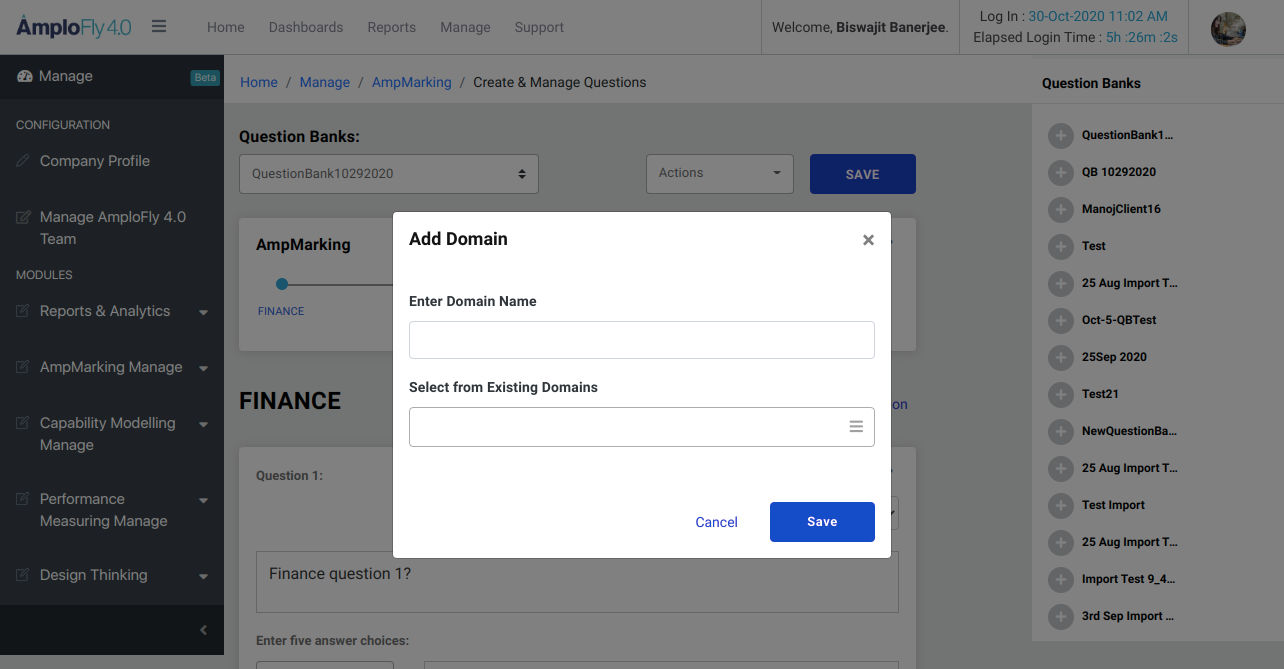 AmploFly 4.0
Home Dashboards Reports Manage Support
Welcome, Biswajit Banerjee.
Log In : 30-Oct-2020 11:02 AM
Elapsed Login Time : 5h :26m :2s
Manage Beta
CONFIGURATION
Company Profile
Manage AmploFly 4.0
Team
MODULES
Reports & Analytics
AmpMarking Manage
Capability Modelling
Manage
Performance
Measuring Manage
Design Thinking
Home / Manage / AmpMarking / Create & Manage Questions
Question Banks:
QuestionBank10292020
Actions
SAVE
AmpMarking
FINANCE
FINANCE
on
Question 1:
Finance question 1?
Enter five answer choices:
Add Domain
×
Enter Domain Name
Select from Existing Domains
Cancel
Save
Question Banks
QuestionBank1...
QB 10292020
ManojClient16
Test
25 Aug Import T...
Oct-5-QBTest
25Sep 2020
Test21
NewQuestionBa...
25 Aug Import T...
Test Import
25 Aug Import T...
Import Test 9_4...
3rd Sep Import ...